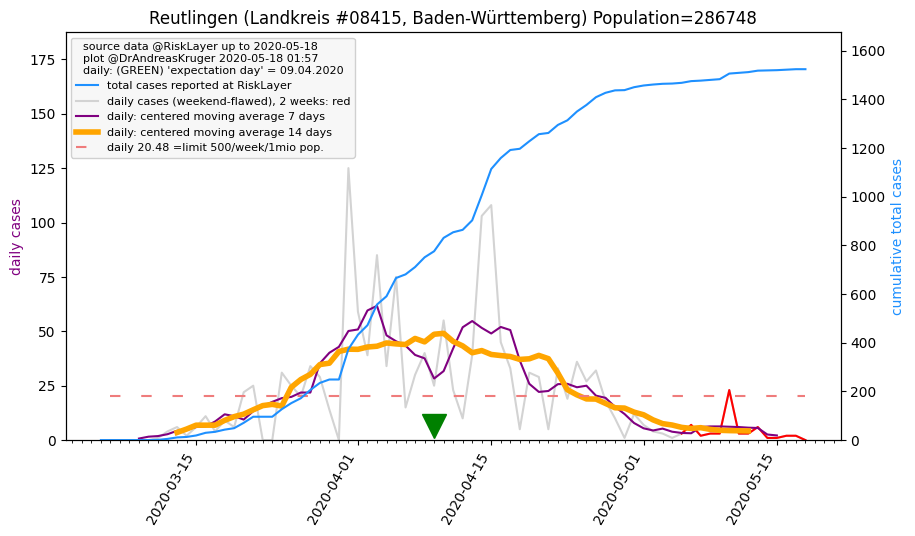 Reutlingen (Landkreis #08415, Baden-Württemberg) Population=286748
source data @RiskLayer up to 2020-05-18
plot @DrAndreasKruger 2020-05-18 01:57
daily: (GREEN) 'expectation day' = 09.04.2020
total cases reported at RiskLayer
daily cases (weekend-flawed), 2 weeks: red
daily: centered moving average 7 days
daily: centered moving average 14 days
daily 20.48 =limit 500/week/1mio pop.
daily cases
175
150
125
100
75
50
25
0
cumulative total cases
1600
1400
1200
1000
800
600
400
200
0
2020-03-15
2020-04-01
2020-04-15
2020-05-01
2020-05-15